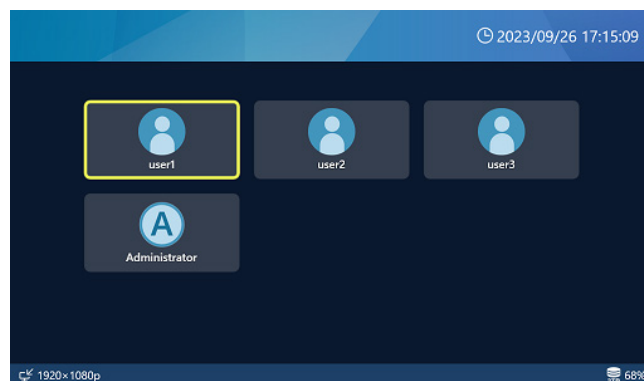 2023/09/26 17:15:09
user1
user2
user3
A
Administrator
1920×1080p
68%